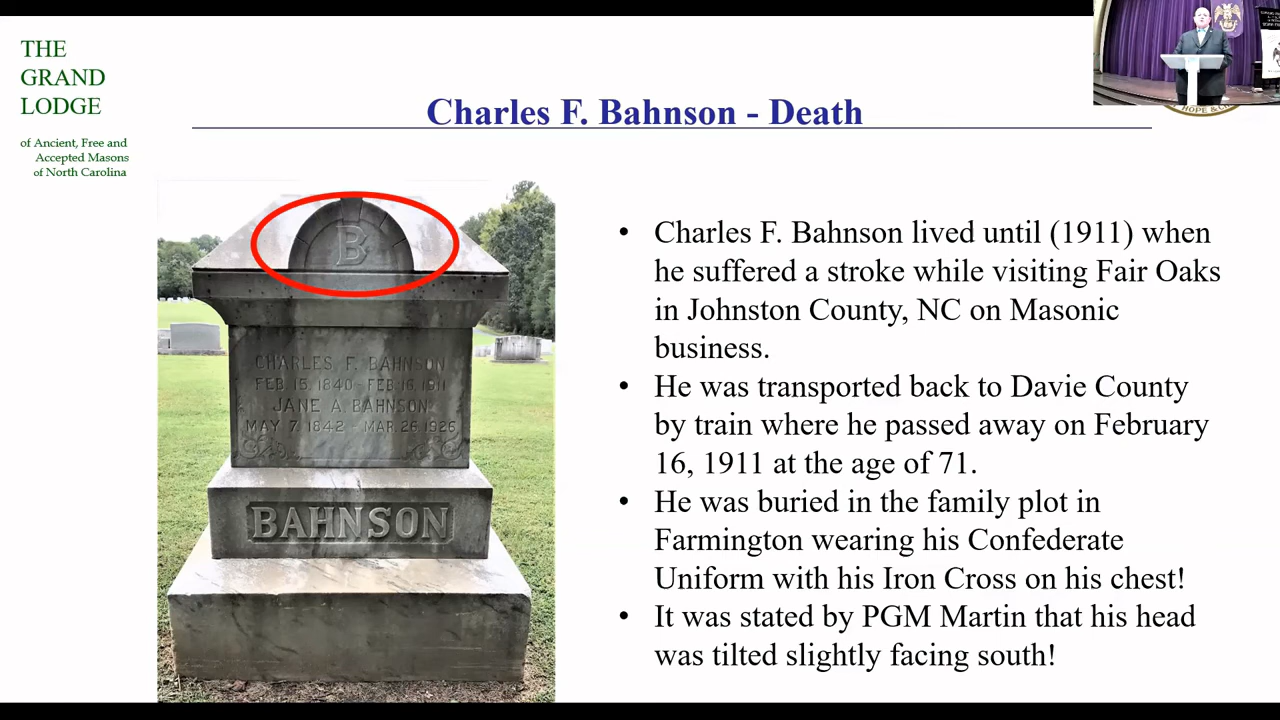 THE
GRAND
LODGE
of Ancient, Free and
Accepted Masons
of North Carolina
Charles F. Bahnson - Death
HOPE &
B
CHARLES F. BAHNSON
FEB. 15, 1840 - FEB. 16, 1911
JANE A. BAHNSON
MAY 7, 1842 - MAR. 26 1926
BAHNSON
• Charles F. Bahnson lived until (1911) when
he suffered a stroke while visiting Fair Oaks
in Johnston County, NC on Masonic
business.
• He was transported back to Davie County
by train where he passed away on February
16, 1911 at the age of 71.
• He was buried in the family plot in
Farmington wearing his Confederate
Uniform with his Iron Cross on his chest!
• It was stated by PGM Martin that his head
was tilted slightly facing south!